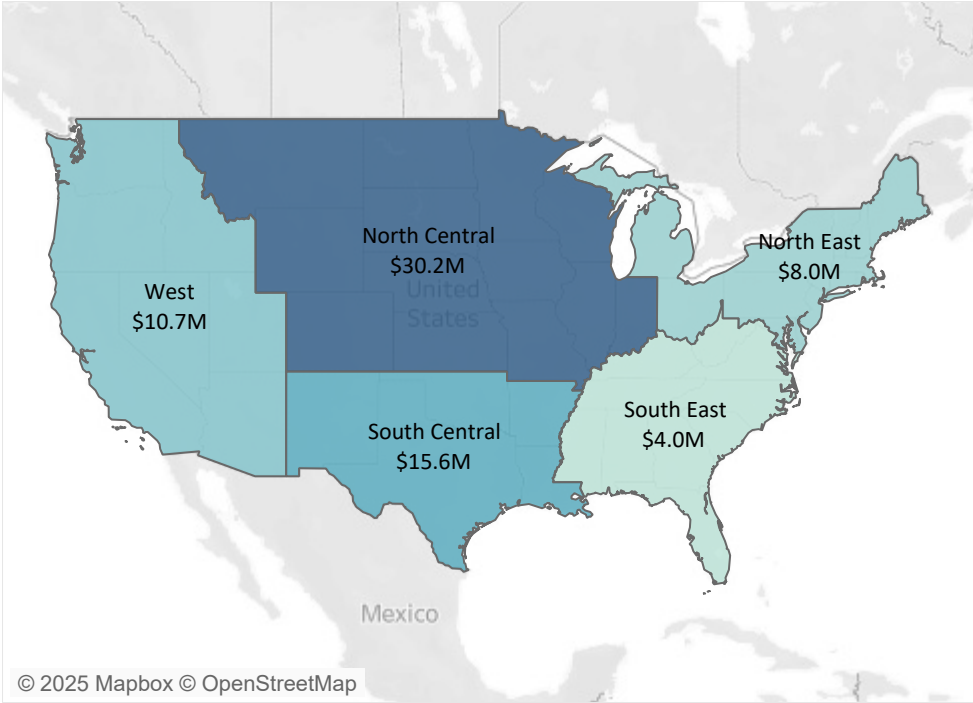 North Central
$30.2M
United
States
North East
$8.0M
West
$10.7M
South East
$4.0M
South Central
$15.6M
Mexico
© 2025 Mapbox © OpenStreetMap